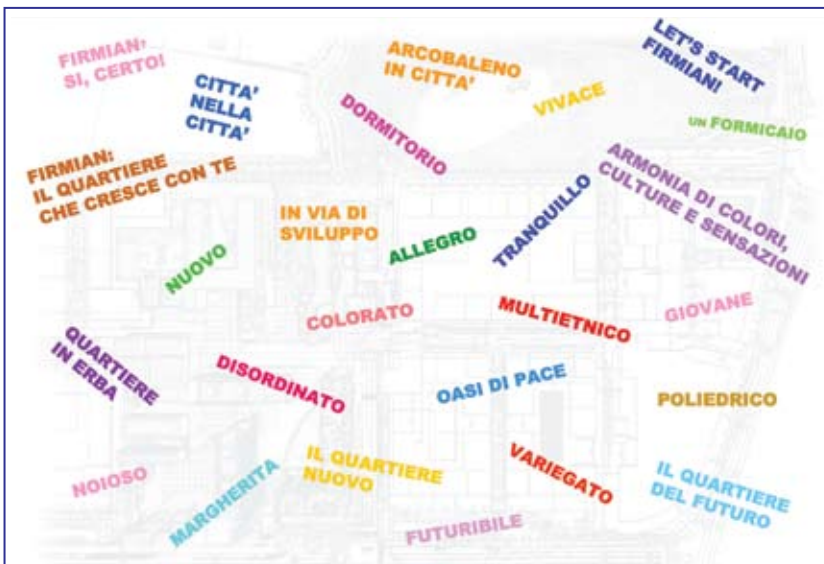 FIRMIAN?
SI, CERTO!
CITTA'
NELLA
CITTA'
ARCOBALENO
IN CITTA'
DORMITORIO
VIVACE
LET'S START
FIRMIAN!
UN FORMICAIO
FIRMIAN:
IL QUARTIERE
CHE CRESCE CON TE
IN VIA DI
SVILUPPO
NUOVO
ALLEGRO
TRANQUILLO
ARMONIA DI COLORI,
CULTURE E SENSAZIONI
COLORATO
MULTIETNICO
GIOVANE
QUARTIERE
IN ERBA
DISORDINATO
OASI DI PACE
POLIEDRICO
NOIOSO
MARGHERITA
IL QUARTIERE
NUOVO
VARIEGATO
IL QUARTIERE
DEL FUTURO
FUTURIBILE